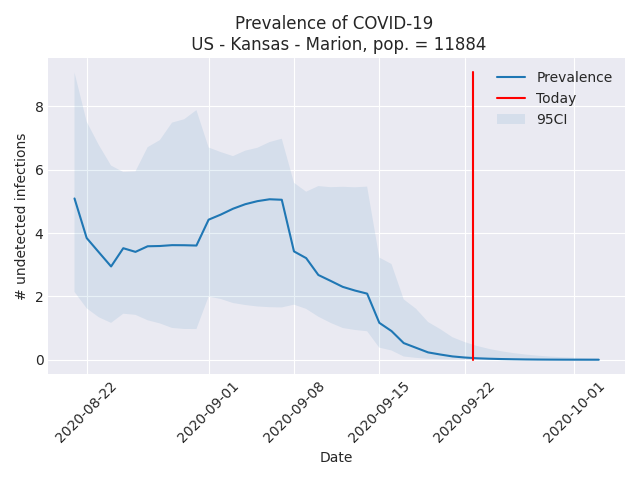 Prevalence of COVID-19
US - Kansas - Marion, pop. = 11884
Prevalence
Today
95CI
# undetected infections
8
6
4
2
0
2020-08-22
2020-09-01
2020-09-08
2020-09-15
2020-09-22
2020-10-01
Date